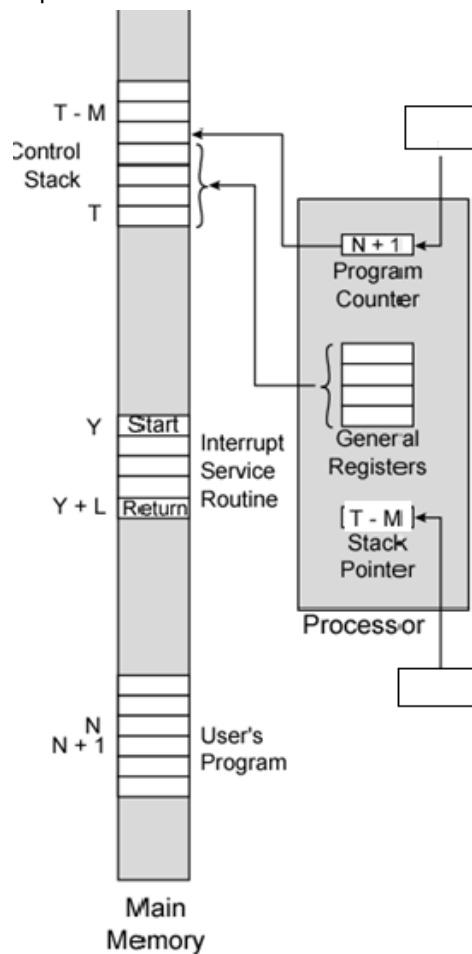 T - M
Control
Stack
T
N + 1
Program
Counter
Y
Start
Interrupt
Service
Routine
General
Registers
Y + L
Return
T - M
Stack
Pointer
Processor
N
N + 1
User's
Program
Main
Memory